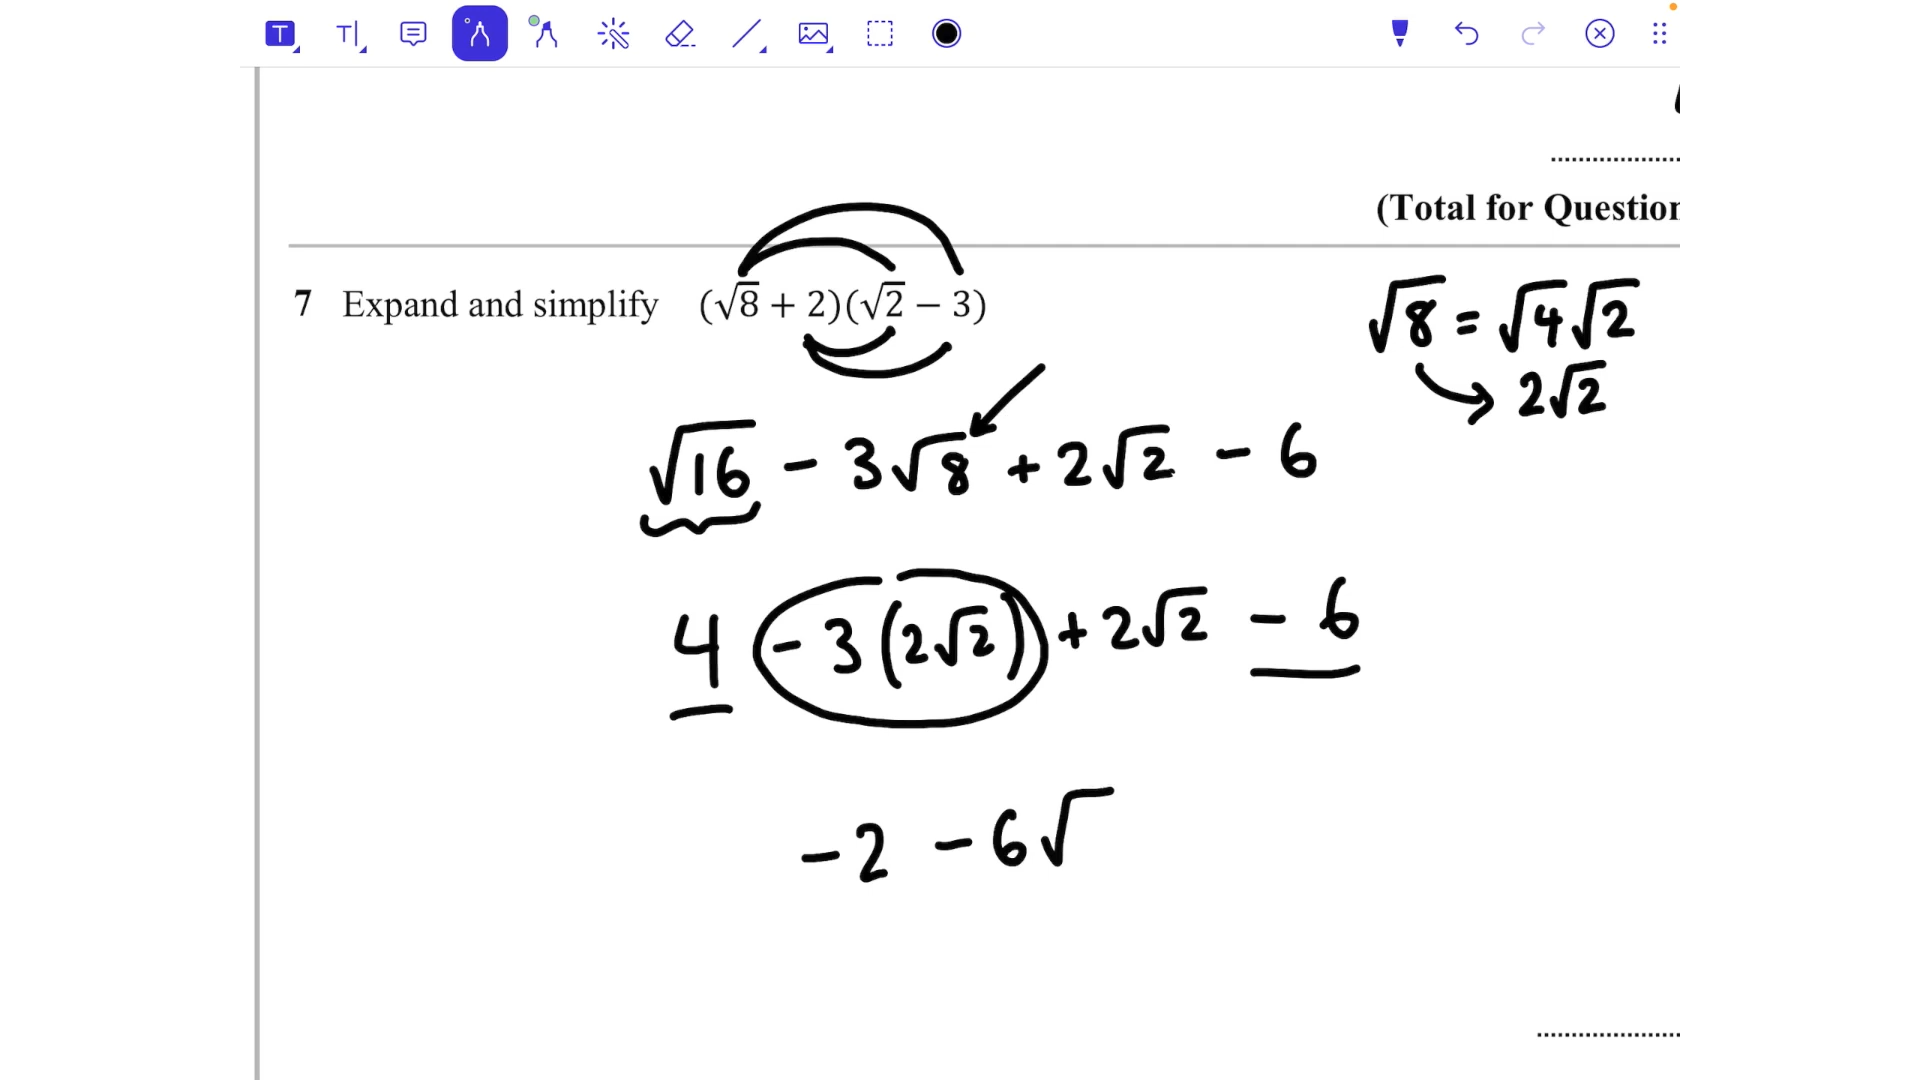 (Total for Question
7 Expand and simplify (√8 + 2)(√2 − 3)
√8 = √4√2
2√2
√16 − 3√8 + 2√2 − 6
4 − 3(2√2) + 2√2 − 6
−2 − 6√